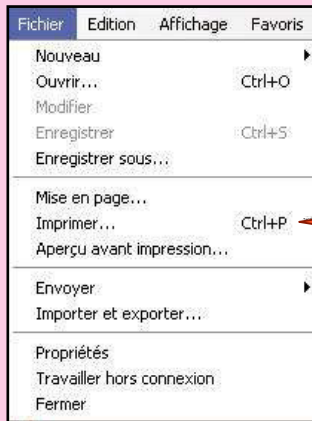 Fichier Edition Affichage Favoris
Nouveau
Ouvrir... Ctrl+O
Modifier
Enregistrer Ctrl+S
Enregistrer sous...
Mise en page...
Imprimer... Ctrl+P
Aperçu avant impression...
Envoyer
Importer et exporter...
Propriétés
Travailler hors connexion
Fermer